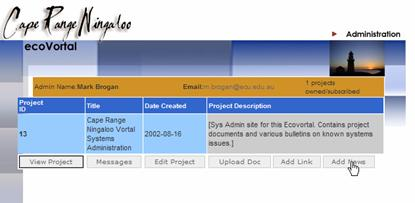 Cape Range Ningaloo
Administration
ecoVortal
Admin Name:Mark Brogan Email:m.brogan@ecu.edu.au 1 projects
owned/subscribed
Project
ID Title Date Created Project Description
13 Cape Range
Ningaloo Vortal
Systems
Administration 2002-08-16 [Sys Admin site for this Ecovortal. Contains project
documents and various bulletins on known systems
issues.]
View Project Messages Edit Project Upload Doc Add Link Add News